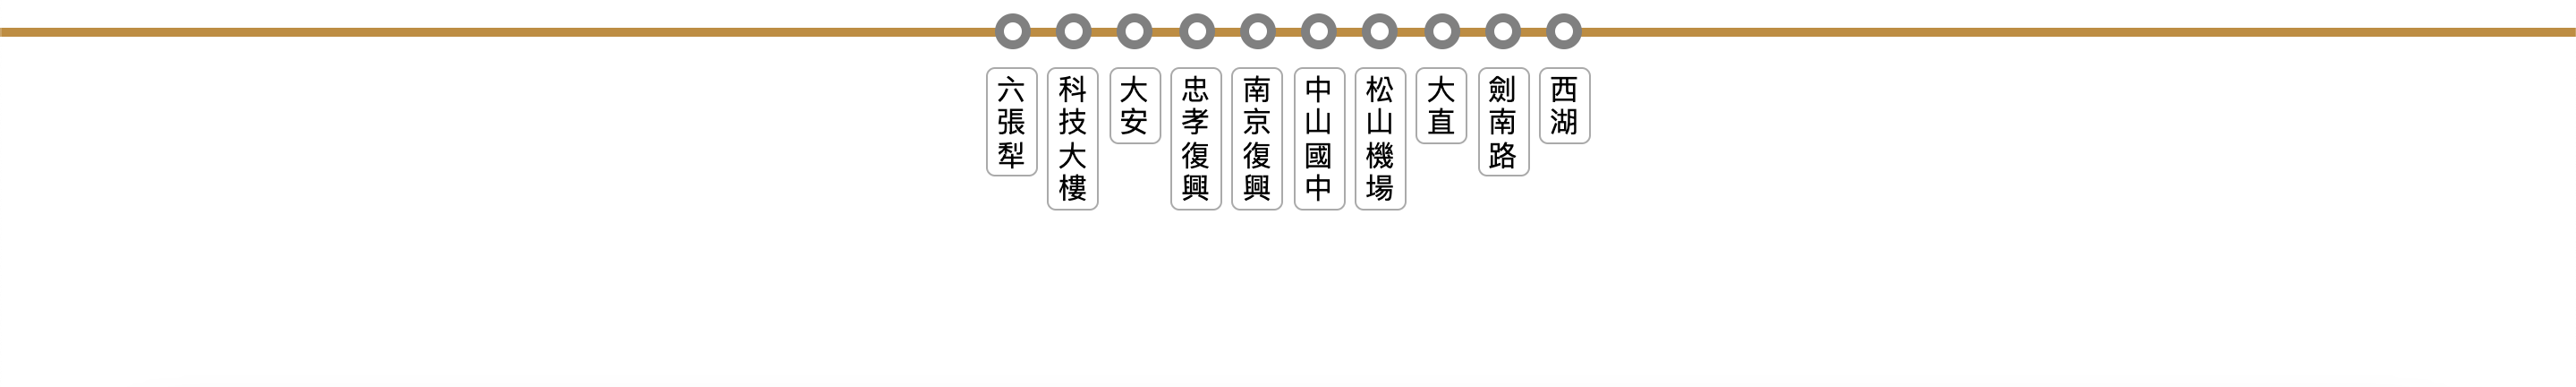 六張犁
科技大樓
大安
忠孝復興
南京復興
中山國中
松山機場
大直
劍南路
西湖